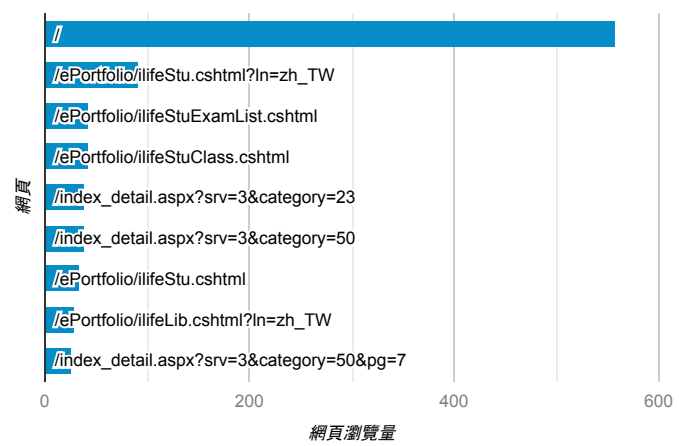 /
/ePortfolio/ilifeStu.cshtml?ln=zh_TW
/ePortfolio/ilifeStuExamList.cshtml
/ePortfolio/ilifeStuClass.cshtml
/index_detail.aspx?srv=3&category=23
/index_detail.aspx?srv=3&category=50
/ePortfolio/ilifeStu.cshtml
/ePortfolio/ilifeLib.cshtml?ln=zh_TW
/index_detail.aspx?srv=3&category=50&pg=7
網頁
0 200 400 600
網頁瀏覽量